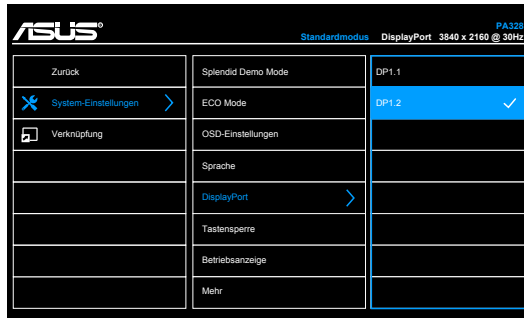 ASUS
PA328
Standardmodus DisplayPort 3840 x 2160 @ 30Hz
Zurück
System-Einstellungen
Verknüpfung
Splendid Demo Mode
ECO Mode
OSD-Einstellungen
Sprache
DisplayPort
Tastensperre
Betriebsanzeige
Mehr
DP1.1
DP1.2